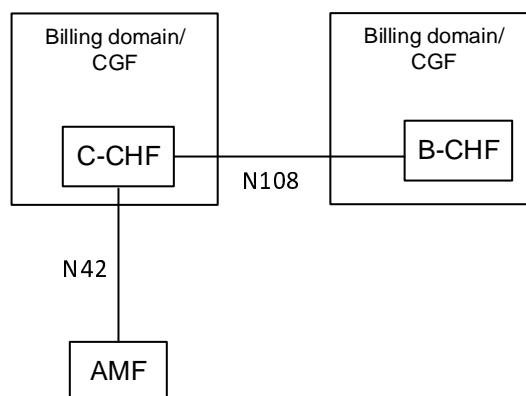 Billing domain/
CGF
C-CHF
Billing domain/
CGF
B-CHF
N108
N42
AMF